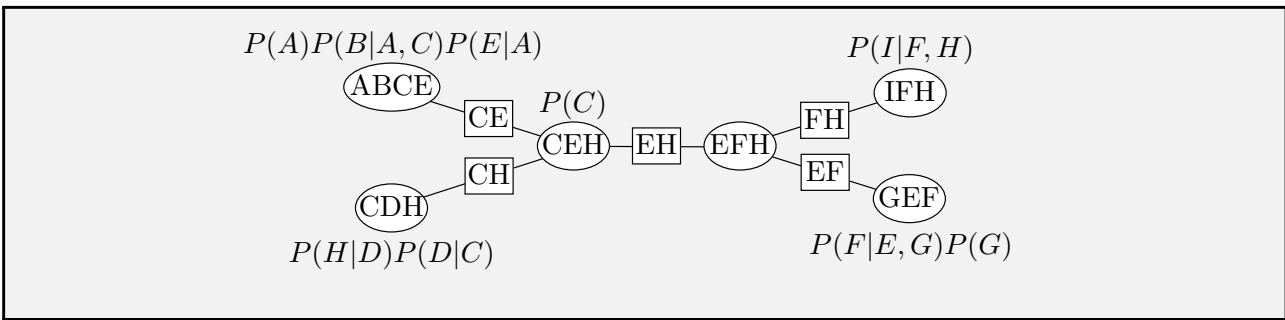 P(A)P(B|A, C)P(E|A)
P(I|F, H)
ABCE
IFH
P(C)
CE
FH
CEH
EH
EFH
CH
EF
CDH
GEF
P(H|D)P(D|C)
P(F|E, G)P(G)